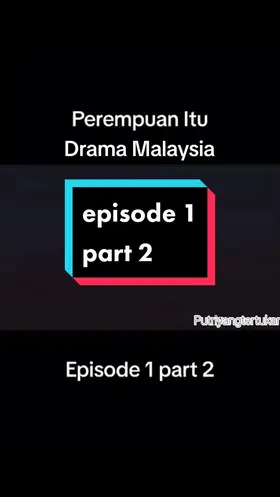 Perempuan Itu
Drama Malaysia
episode 1
part 2
Putriyangtertukar
Episode 1 part 2